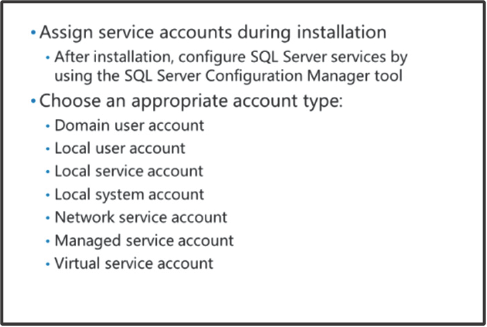 • Assign service accounts during installation
• After installation, configure SQL Server services by
using the SQL Server Configuration Manager tool
• Choose an appropriate account type:
• Domain user account
• Local user account
• Local service account
• Local system account
• Network service account
• Managed service account
• Virtual service account